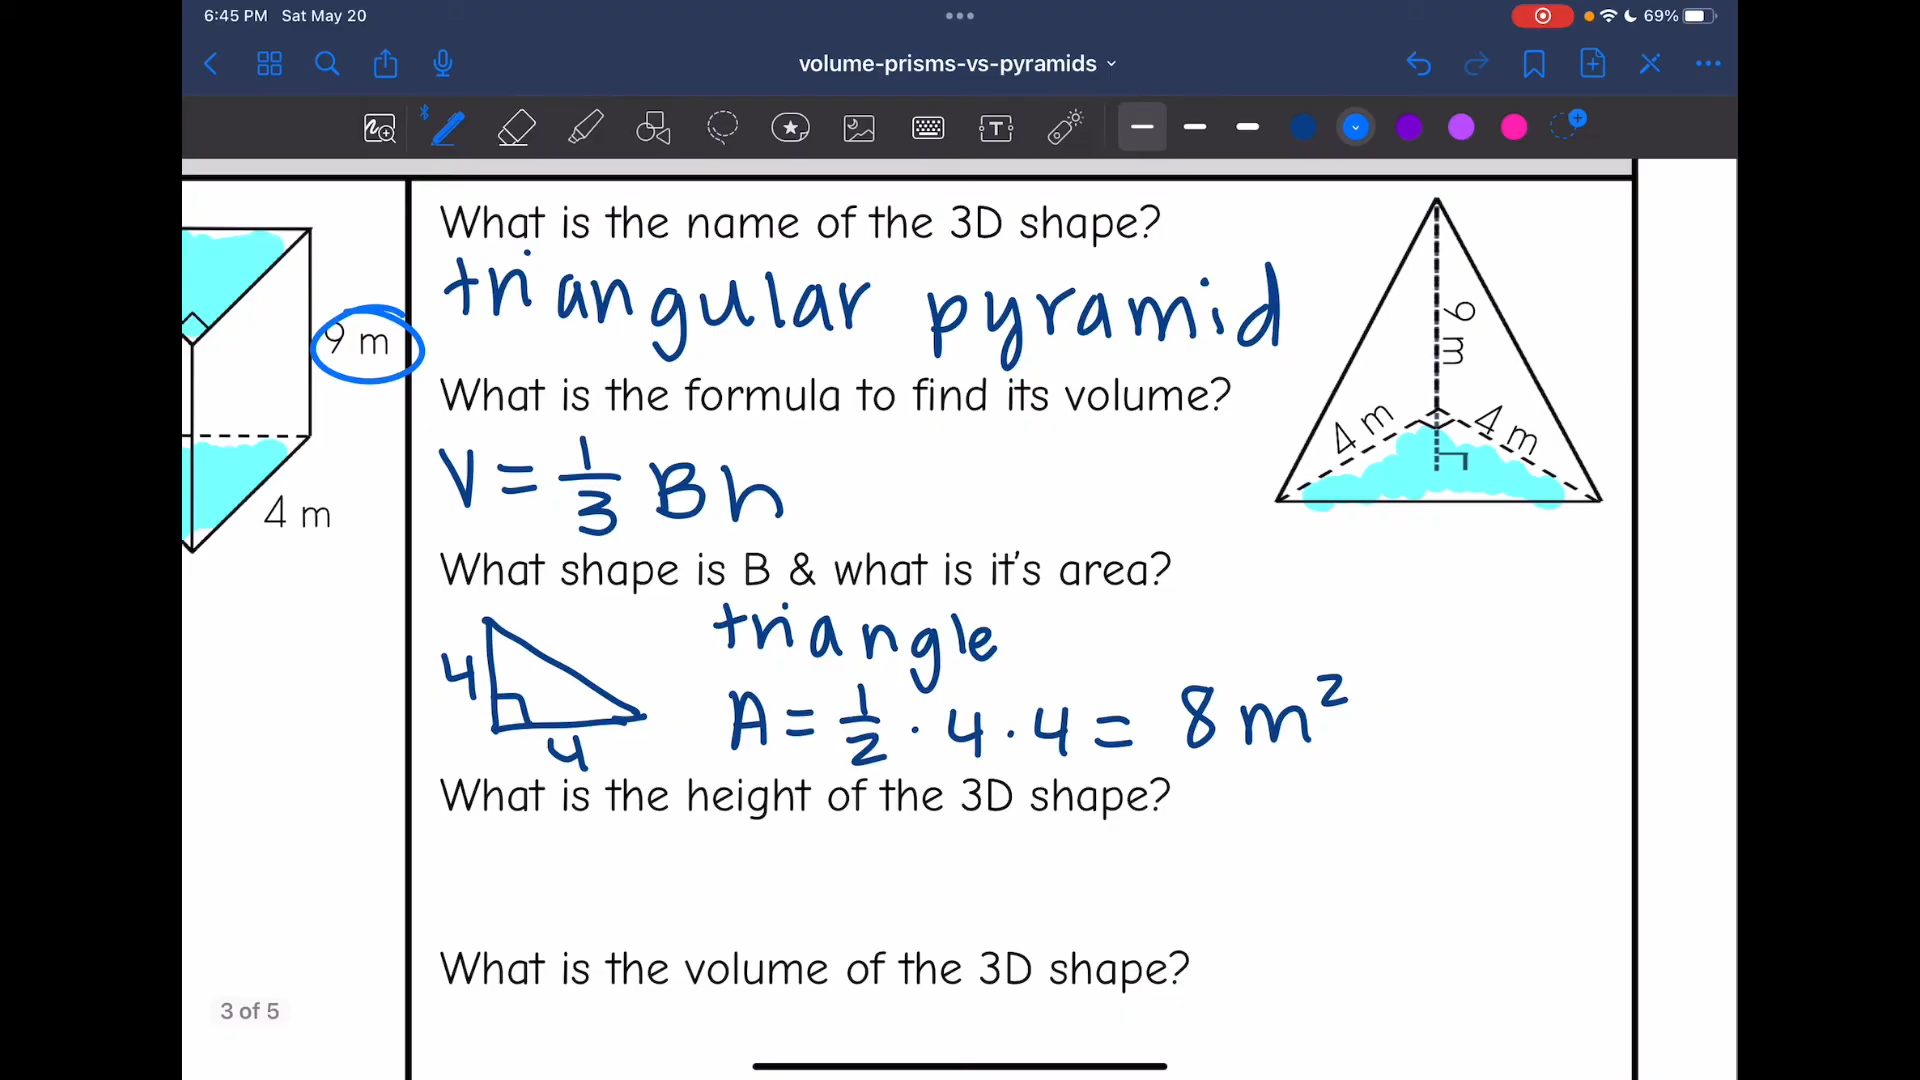 6:45 PM Sat May 20
69%
volume-prisms-vs-pyramids
T
What is the name of the 3D shape?
triangular pyramid
9 m
9 m
What is the formula to find its volume?
4 m
4 m
V = 1/3 Bh
4 m
What shape is B & what is it's area?
triangle
4
4
A = 1/2 · 4 · 4 = 8 m²
What is the height of the 3D shape?
What is the volume of the 3D shape?
3 of 5